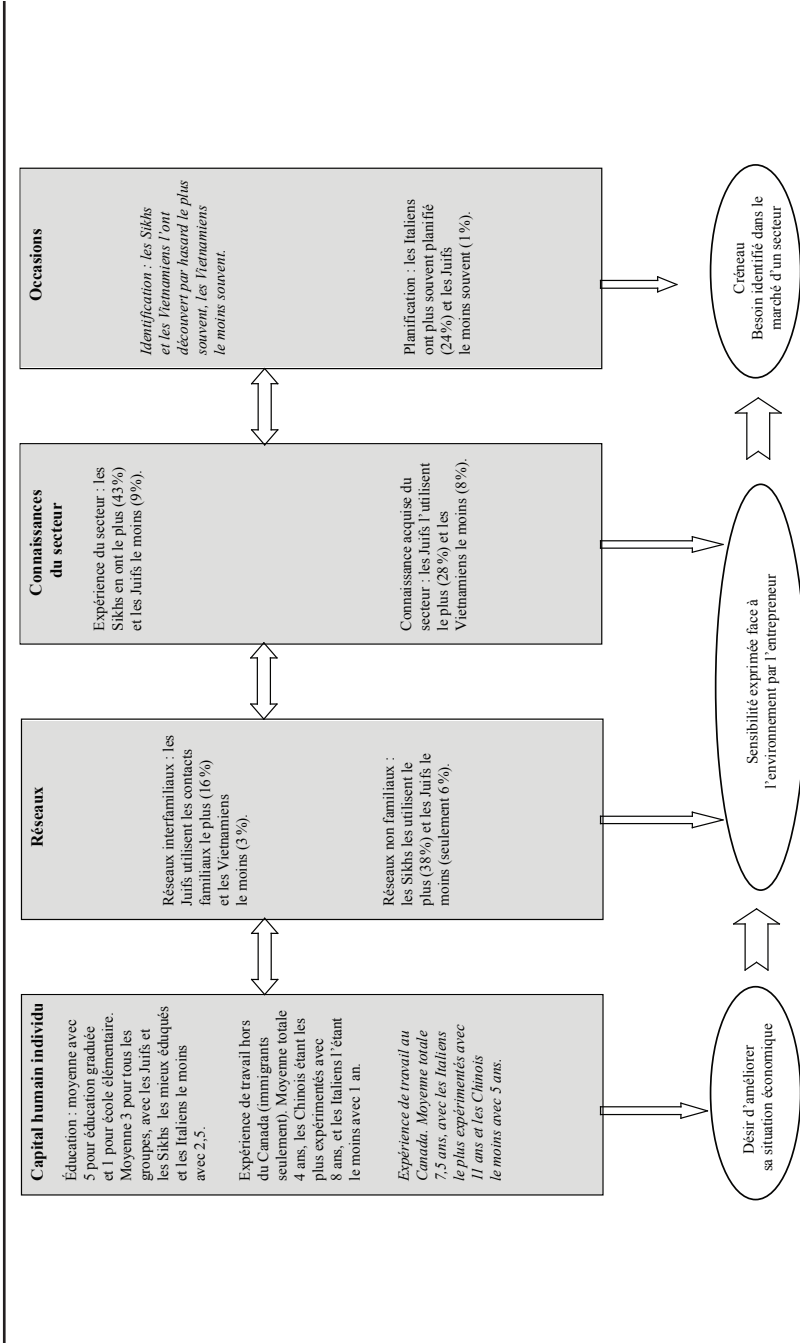 Capital humain individu
Éducation : moyenne avec
5 pour éducation graduée
et 1 pour école élémentaire.
Moyenne 3 pour tous les
groupes, avec les Juifs et
les Sikhs les mieux éduqués
et les Italiens le moins
avec 2,5.
Expérience de travail hors
du Canada (immigrants
seulement). Moyenne totale
4 ans, les Chinois étant les
plus expérimentés avec
8 ans, et les Italiens l'étant
le moins avec 1 an.
Expérience de travail au
Canada. Moyenne totale
7,5 ans, avec les Italiens
le plus expérimentés avec
11 ans et les Chinois
le moins avec 5 ans.
Réseaux
Réseaux interfamiliaux : les
Juifs utilisent les contacts
familiaux le plus (16 %)
et les Vietnamiens
le moins (3 %).
Réseaux non familiaux :
les Sikhs les utilisent le
plus (38%) et les Juifs le
moins (seulement 6 %).
Connaissances
du secteur
Expérience du secteur : les
Sikhs en ont le plus (43 %)
et les Juifs le moins (9%).
Connaissance acquise du
secteur : les Juifs l'utilisent
le plus (28 %) et les
Vietnamiens le moins (8%).
Occasions
Identification : les Sikhs
et les Vietnamiens l'ont
découvert par hasard le plus
souvent, les Vietnamiens
le moins souvent.
Planification : les Italiens
ont plus souvent planifié
(24 %) et les Juifs
le moins souvent (1 %).
Désir d'améliorer
sa situation économique
Sensibilité exprimée face à
l'environnement par l'entrepreneur
Créneau
Besoin identifié dans le
marché d'un secteur